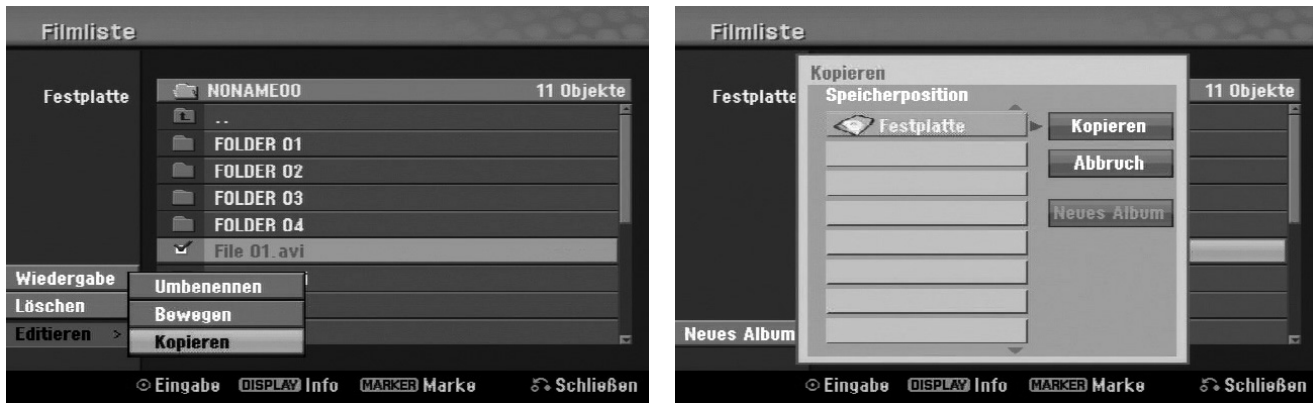 Filmliste
Festplatte
NONAME00 11 Objekte
..
FOLDER 01
FOLDER 02
FOLDER 03
FOLDER 04
File 01.avi
Wiedergabe
Löschen
Editieren >
Umbenennen
Bewegen
Kopieren
Eingabe DISPLAY Info MARKER Marke Schließen
Filmliste
Festplatte
11 Objekte
Kopieren
Speicherposition
Festplatte
Kopieren
Abbruch
Neues Album
Neues Album
Eingabe DISPLAY Info MARKER Marke Schließen